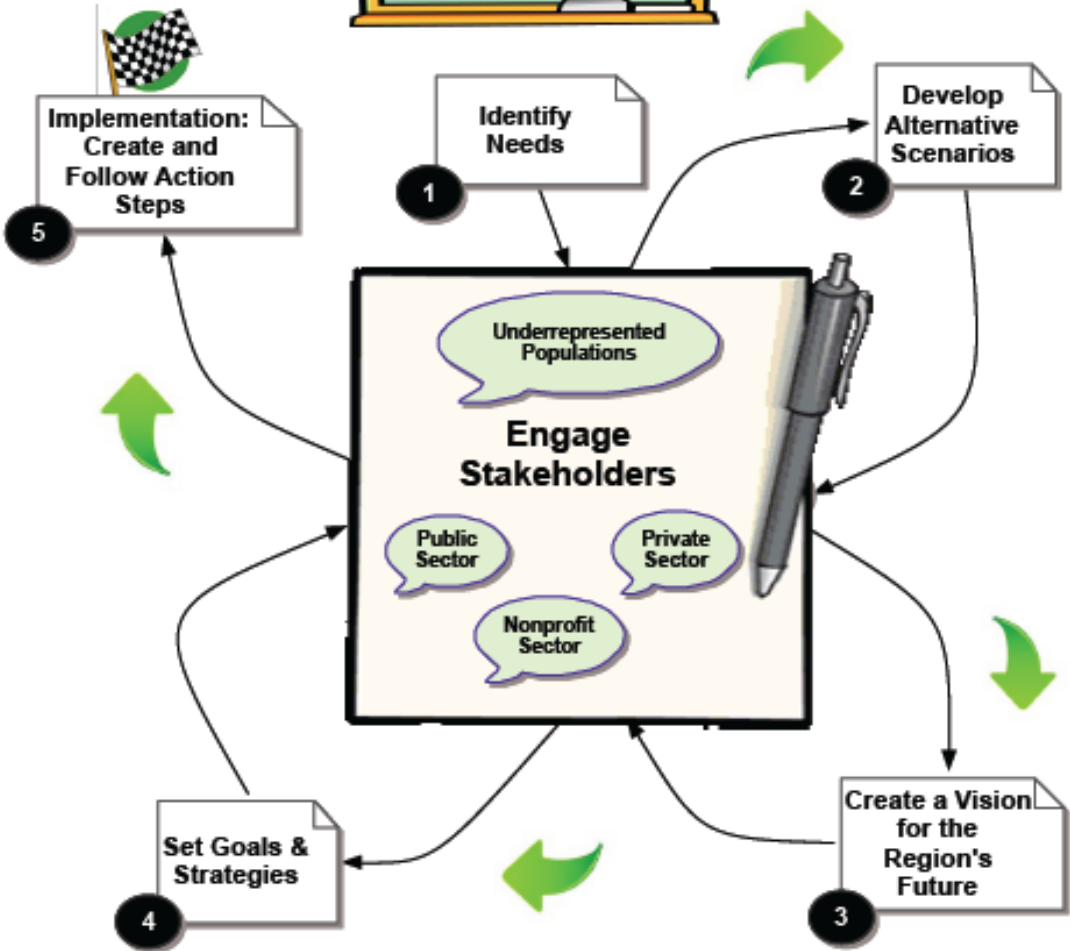 Identify
Needs
1
Develop
Alternative
Scenarios
2
Create a Vision
for the
Region's
Future
3
Set Goals &
Strategies
4
Implementation:
Create and
Follow Action
Steps
5
Underrepresented
Populations
Engage
Stakeholders
Public
Sector
Private
Sector
Nonprofit
Sector